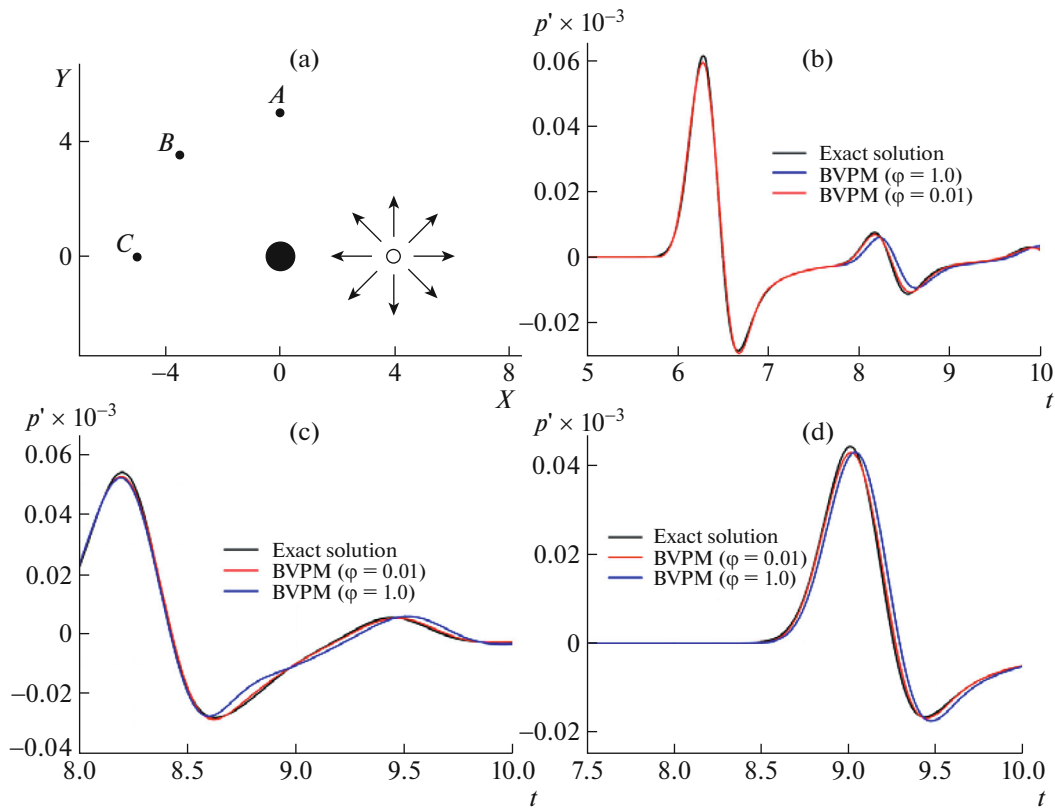 (a)
Y
A
B
4
C
0
−4
0
4
8
X
p' × 10⁻³
(b)
0.06
0.04
Exact solution
BVPM (φ = 1.0)
BVPM (φ = 0.01)
0.02
0
−0.02
5
6
7
8
9
10
t
p' × 10⁻³
(c)
0.06
0.04
Exact solution
BVPM (φ = 0.01)
BVPM (φ = 1.0)
0.02
0
−0.02
−0.04
8.0
8.5
9.0
9.5
10.0
t
p' × 10⁻³
(d)
0.04
Exact solution
BVPM (φ = 0.01)
BVPM (φ = 1.0)
0.02
0
−0.02
7.5
8.0
8.5
9.0
9.5
10.0
t